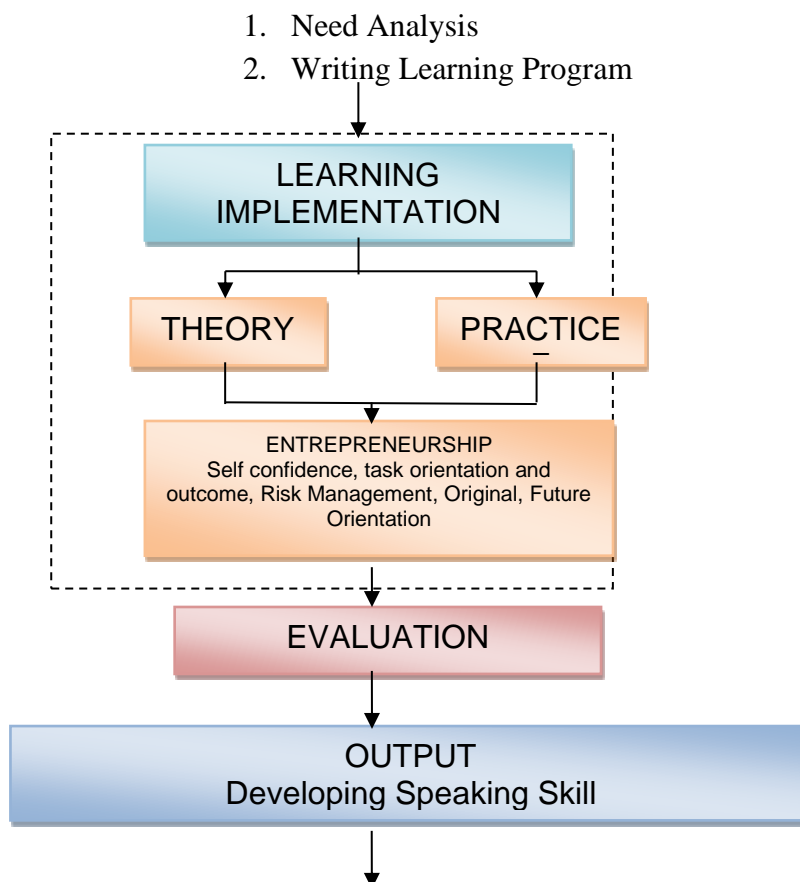 1. Need Analysis
2. Writing Learning Program
LEARNING
IMPLEMENTATION
THEORY
PRACTICE
ENTREPRENEURSHIP
Self confidence, task orientation and
outcome, Risk Management, Original, Future
Orientation
EVALUATION
OUTPUT
Developing Speaking Skill